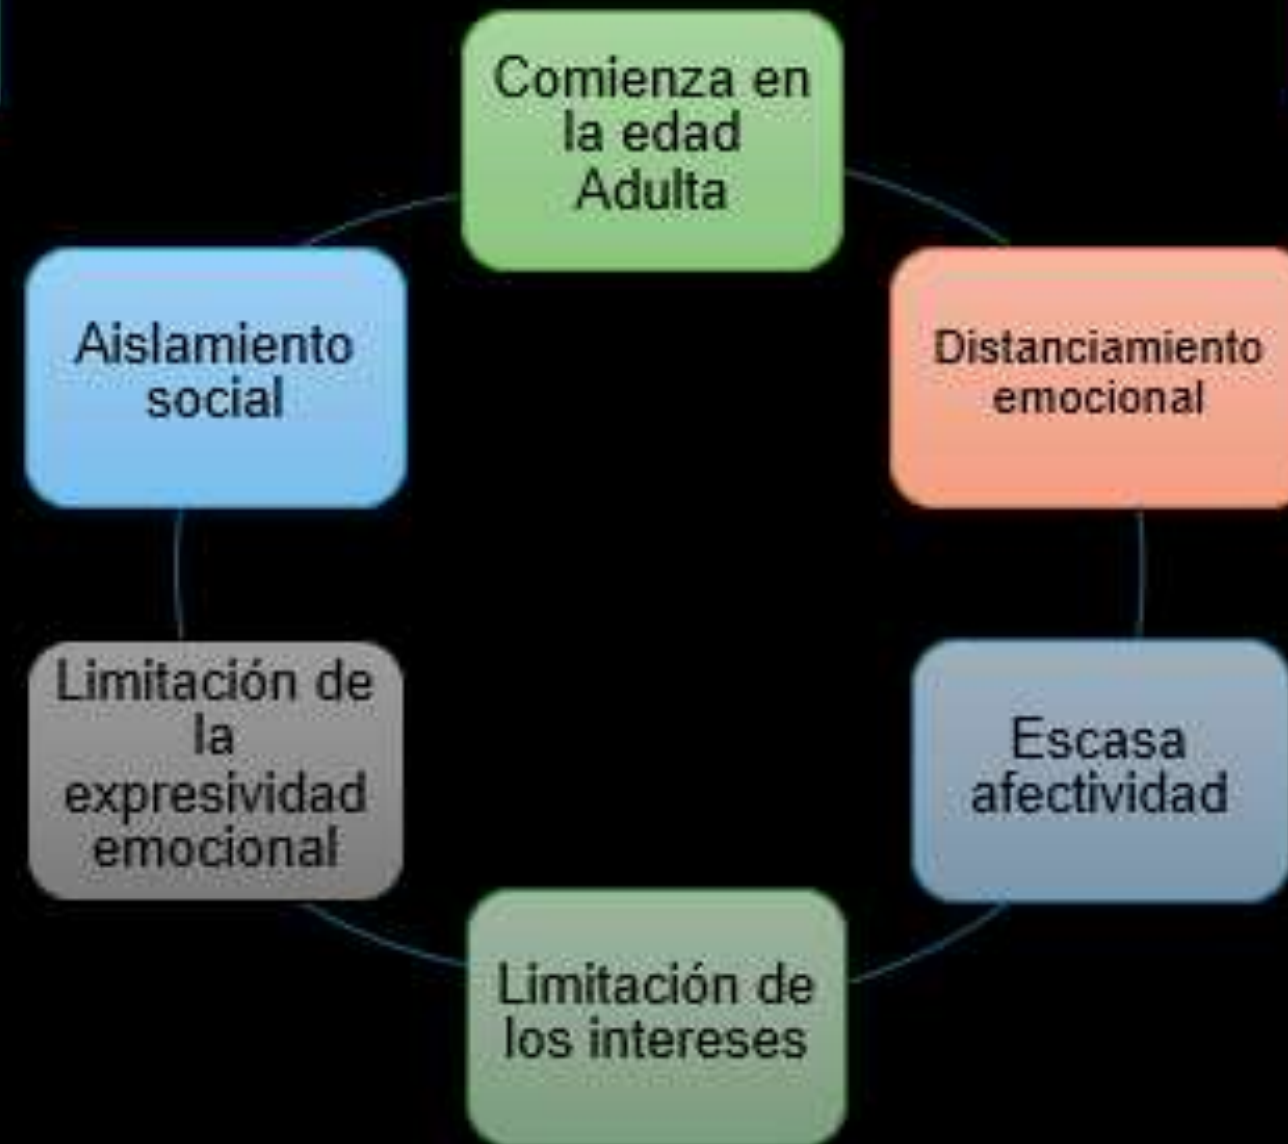 Comienza en
la edad
Adulta
Distanciamiento
emocional
Escasa
afectividad
Limitación de
los intereses
Limitación de
la
expresividad
emocional
Aislamiento
social